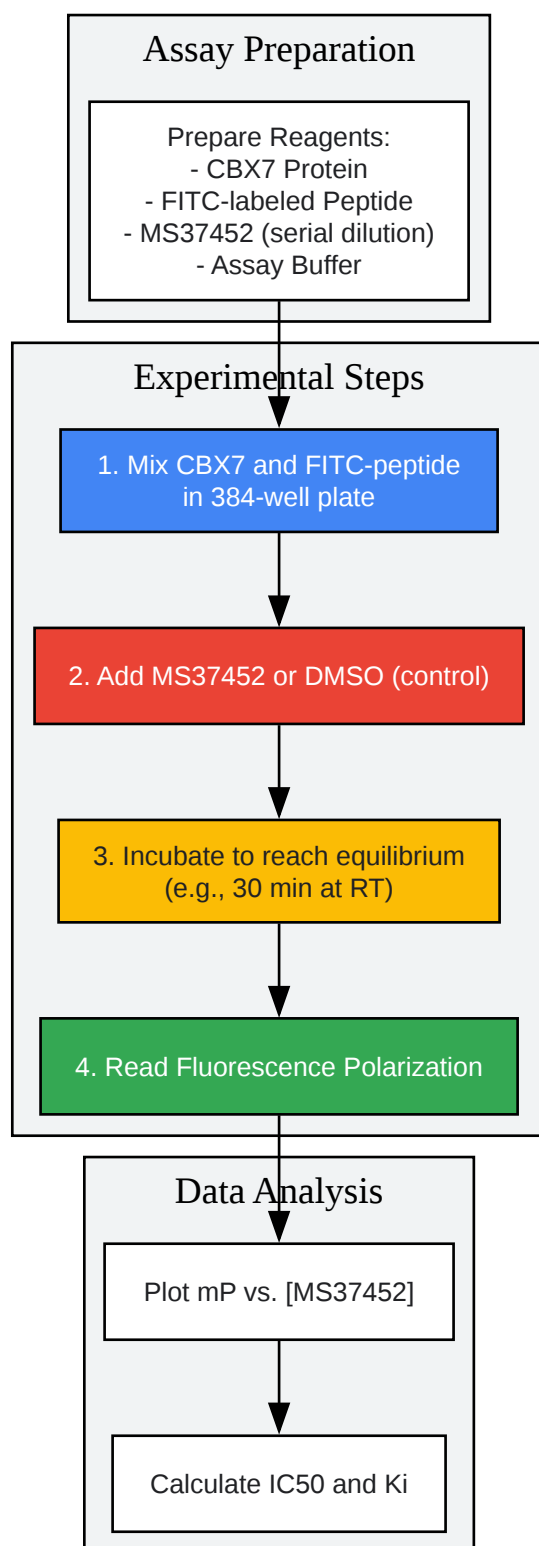 Assay Preparation
Prepare Reagents:
- CBX7 Protein
- FITC-labeled Peptide
- MS37452 (serial dilution)
- Assay Buffer
Experimental Steps
1. Mix CBX7 and FITC-peptide
in 384-well plate
2. Add MS37452 or DMSO (control)
3. Incubate to reach equilibrium
(e.g., 30 min at RT)
4. Read Fluorescence Polarization
Data Analysis
Plot mP vs. [MS37452]
Calculate IC50 and Ki